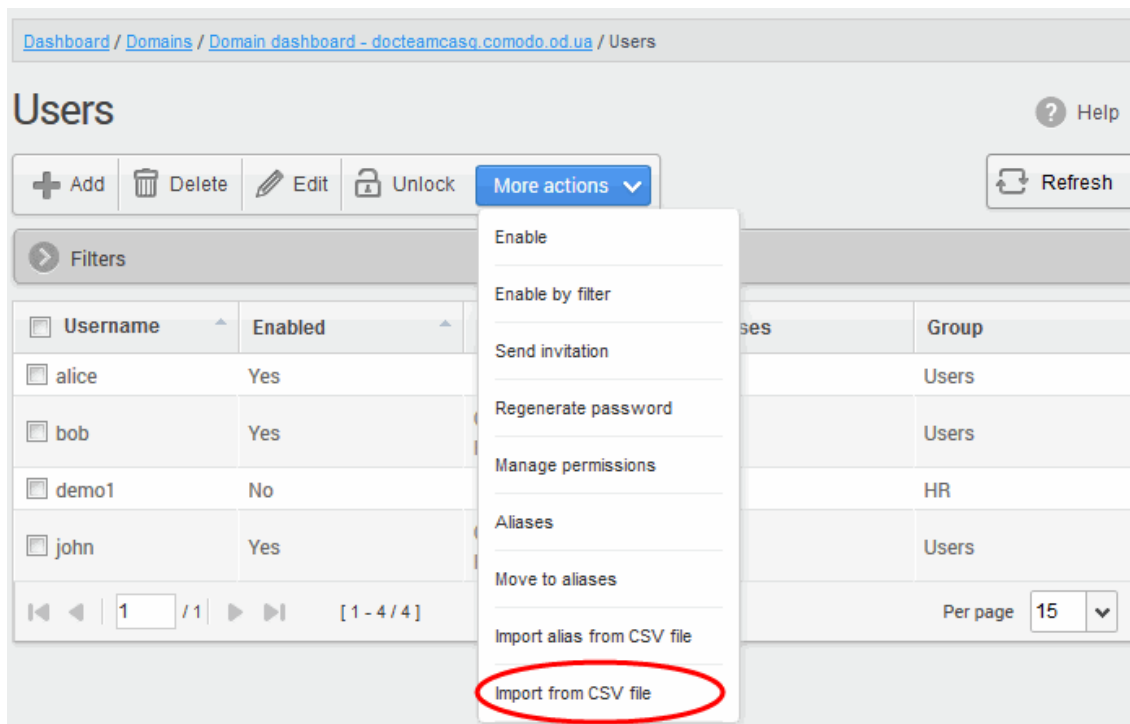 Dashboard / Domains / Domain dashboard - docteamcasg.comodo.od.ua / Users
Users
Help
Add
Delete
Edit
Unlock
More actions
Refresh
Enable
Filters
Enable by filter
Username
Enabled
ses
Group
Send invitation
alice
Yes
Users
Regenerate password
bob
Yes
Users
Manage permissions
demo1
No
HR
Aliases
john
Yes
Users
Move to aliases
1
/ 1
[ 1 - 4 / 4 ]
Per page
15
Import alias from CSV file
Import from CSV file